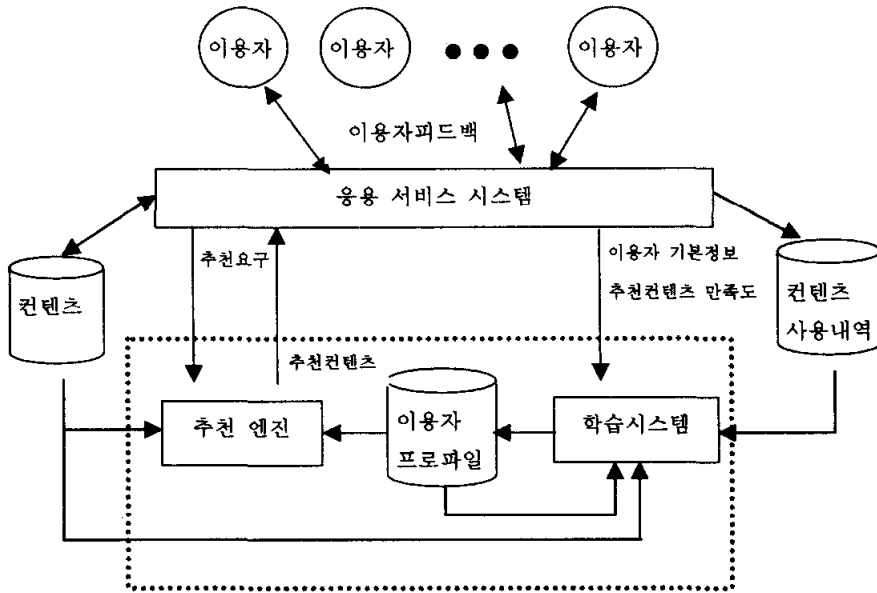 이용자 이용자 이용자
이용자피드백
응용 서비스 시스템
추천요구
이용자 기본정보
추천컨텐츠 만족도
컨텐츠
컨텐츠
사용내역
추천컨텐츠
추천 엔진
이용자
프로파일
학습시스템